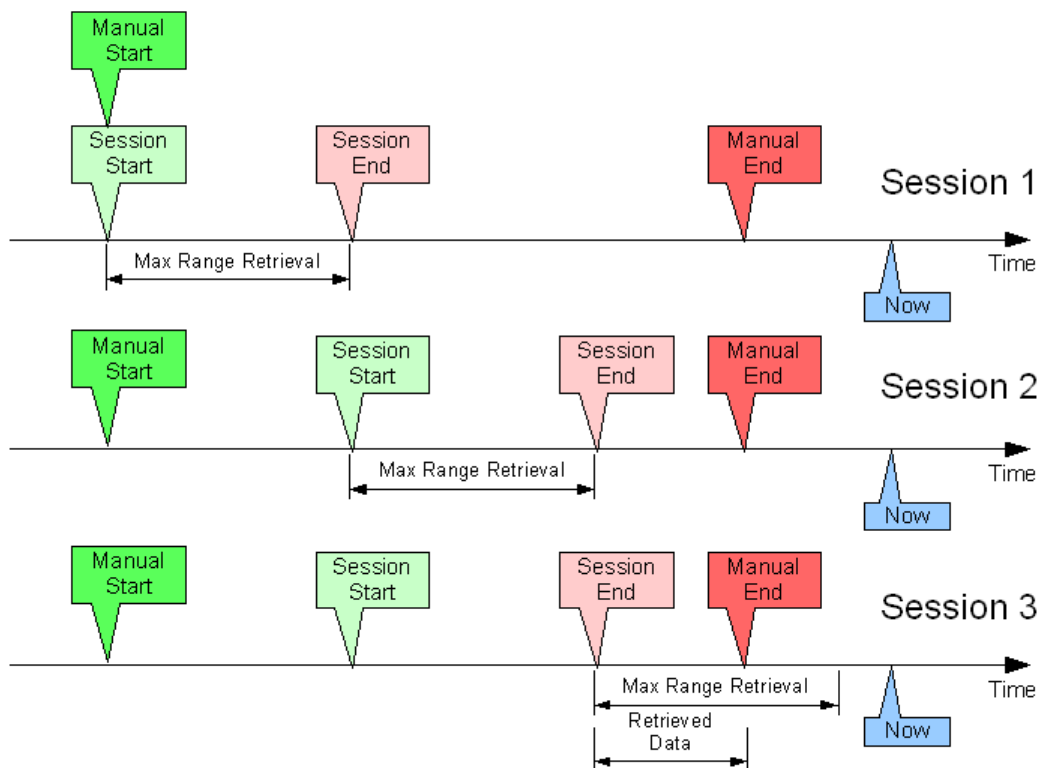 Manual
Start
Session
Start
Session
End
Manual
End
Session 1
Max Range Retrieval
Time
Now
Manual
Start
Session
Start
Session
End
Manual
End
Session 2
Max Range Retrieval
Time
Now
Manual
Start
Session
Start
Session
End
Manual
End
Session 3
Max Range Retrieval
Time
Retrieved
Data
Now